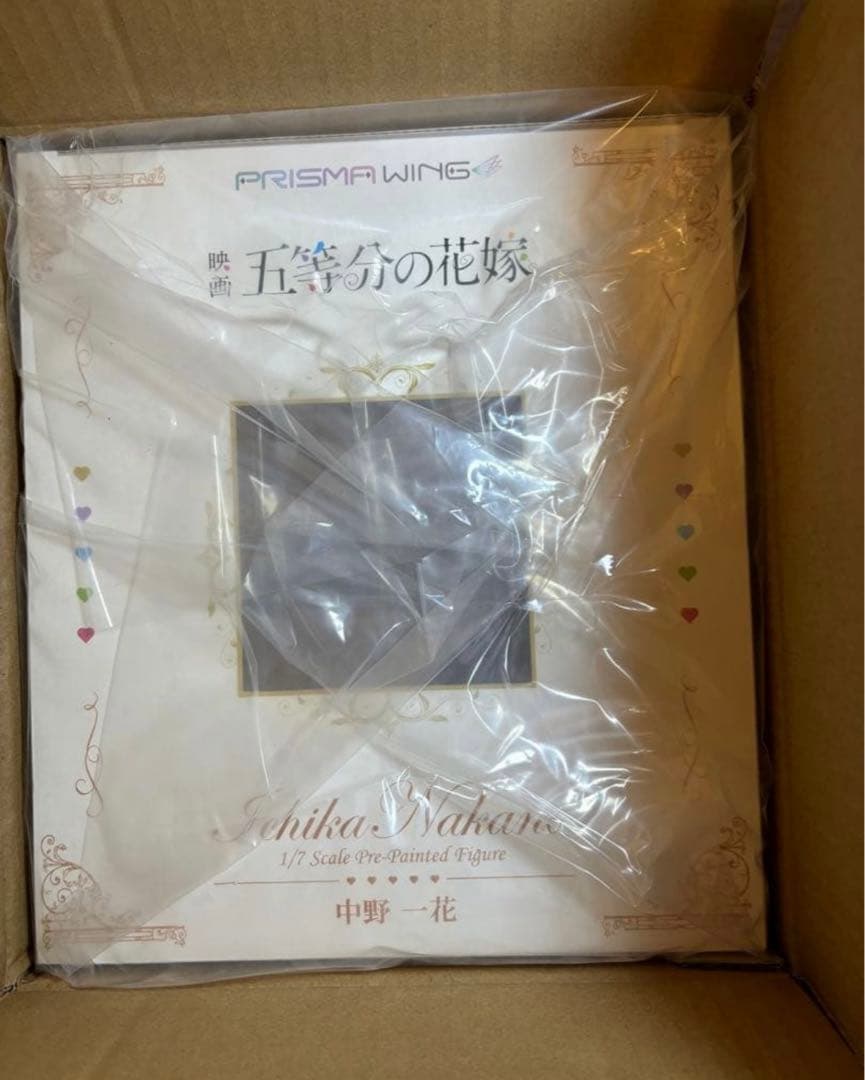 PRISMA WING
映画 五等分の花嫁
Ichika Nakano
1/7 Scale Pre-Painted Figure
中野 一花